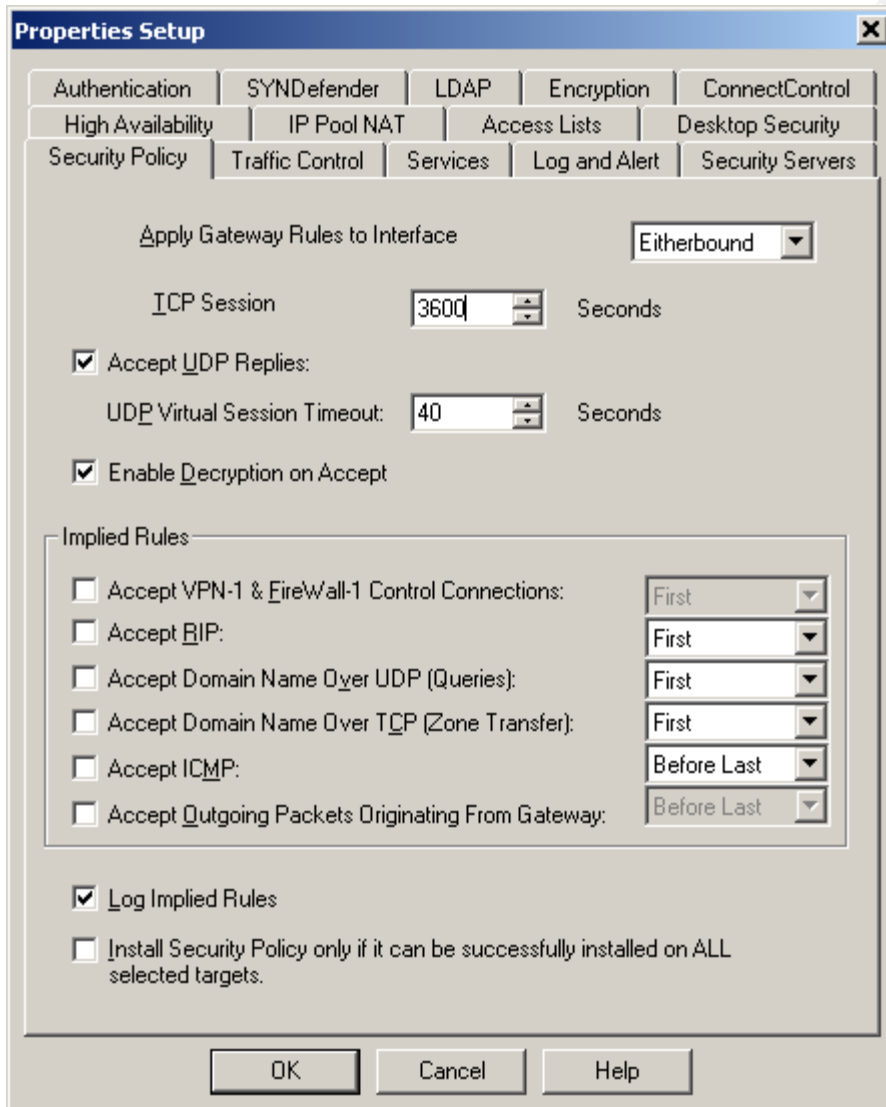 Properties Setup
Authentication SYNDefender LDAP Encryption ConnectControl
High Availability IP Pool NAT Access Lists Desktop Security
Security Policy Traffic Control Services Log and Alert Security Servers
Apply Gateway Rules to Interface Eitherbound
TCP Session 3600 Seconds
Accept UDP Replies:
UDP Virtual Session Timeout: 40 Seconds
Enable Decryption on Accept
Implied Rules
Accept VPN-1 & FireWall-1 Control Connections: First
Accept RIP: First
Accept Domain Name Over UDP (Queries): First
Accept Domain Name Over TCP (Zone Transfer): First
Accept ICMP: Before Last
Accept Outgoing Packets Originating From Gateway: Before Last
Log Implied Rules
Install Security Policy only if it can be successfully installed on ALL
selected targets.
OK Cancel Help